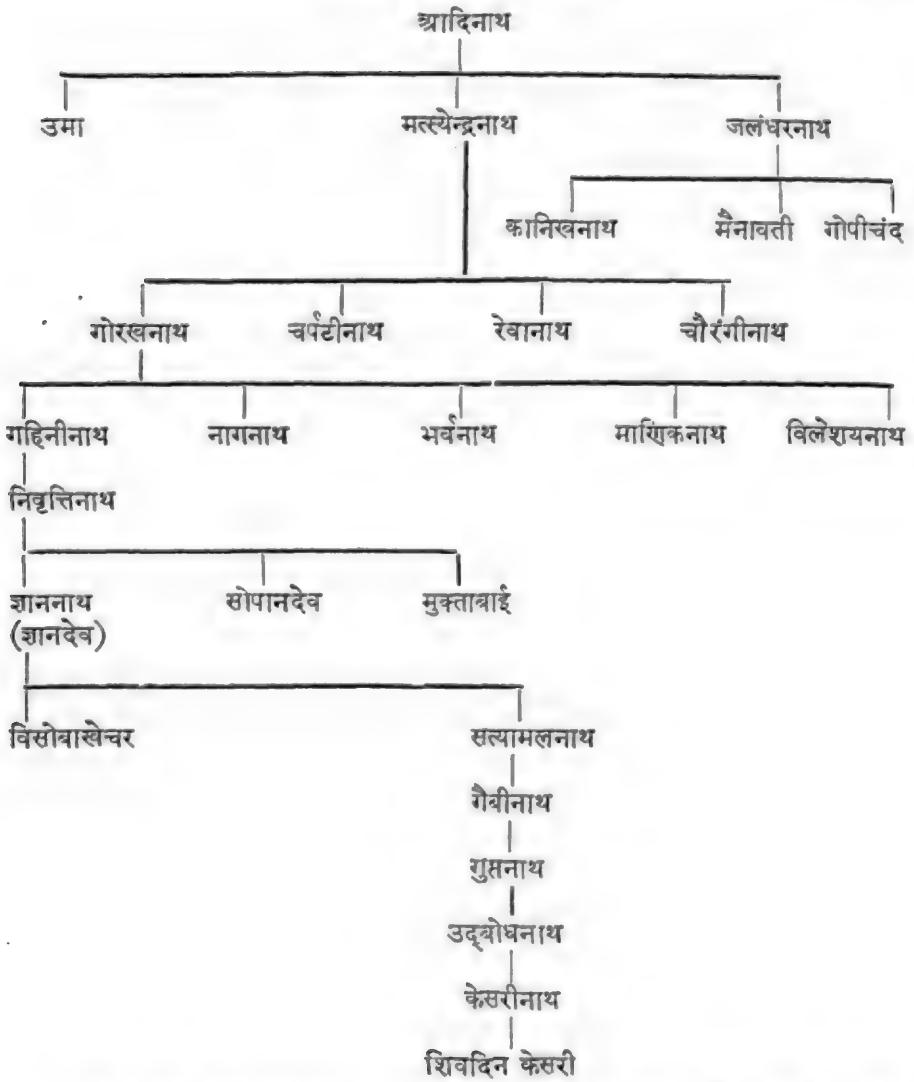 आदिनाथ
उमा मत्स्येन्द्रनाथ जलंधरनाथ
कानिखनाथ मैनावती गोपीचंद
गोरखनाथ चर्पटीनाथ रेवानाथ चौरंगीनाथ
गहिनीनाथ नागनाथ भर्वनाथ माणिकनाथ विलेशयनाथ
निवृत्तिनाथ
ज्ञाननाथ सोपानदेव मुक्ताबाई
(ज्ञानदेव)
विसोबाखेचर सत्यामलनाथ
गैबीनाथ
गुप्तनाथ
उद्‌बोधनाथ
केसरीनाथ
शिवदिन केसरी